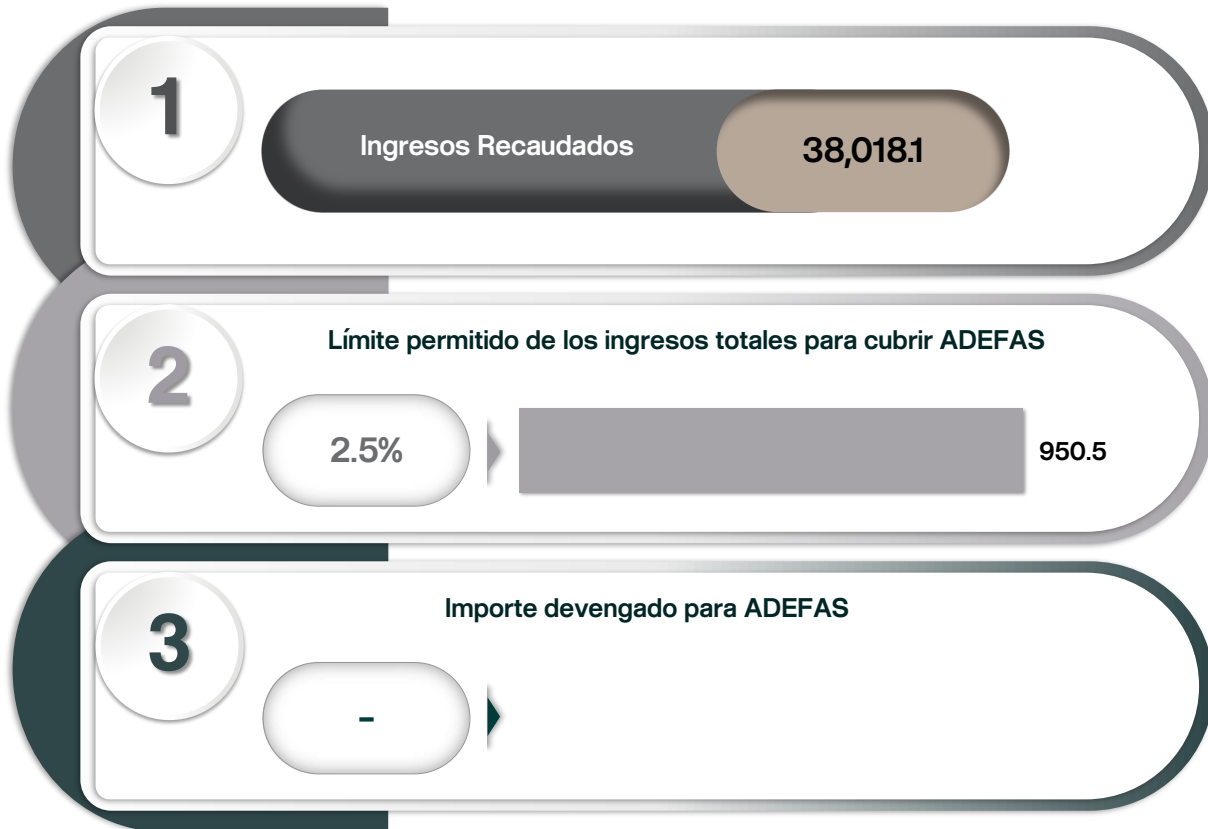 1
Ingresos Recaudados
38,018.1
2
Límite permitido de los ingresos totales para cubrir ADEFAS
2.5%
950.5
3
Importe devengado para ADEFAS
-